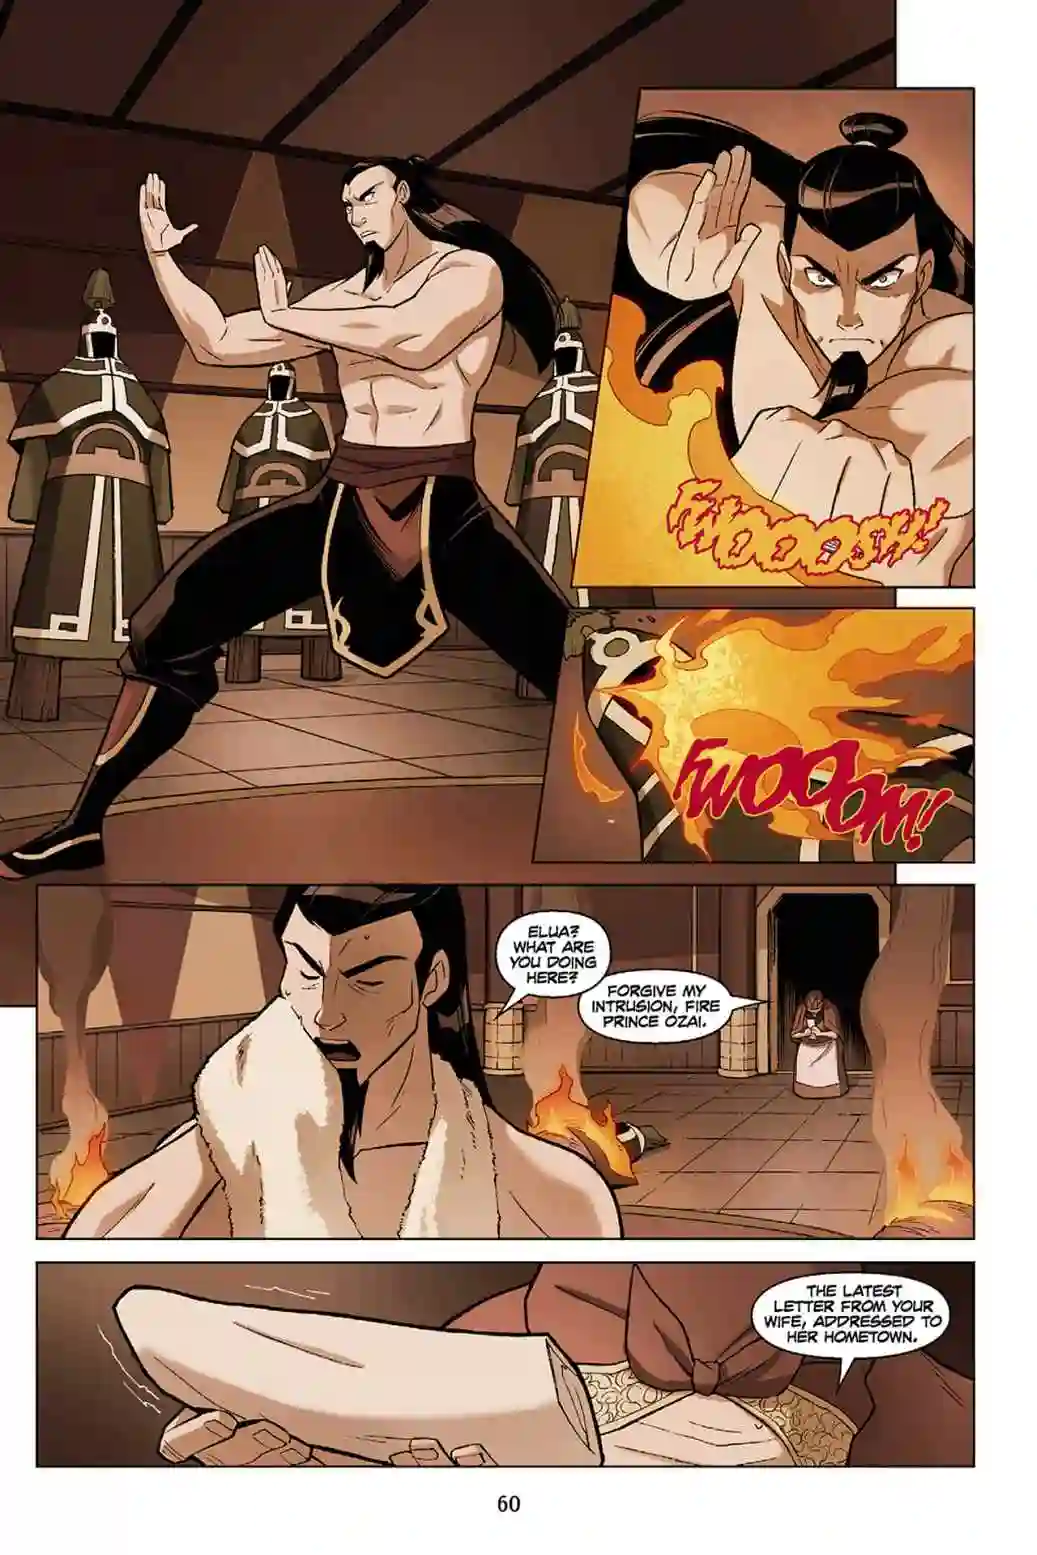 FWOOOOSH!
FWOOOM!
ELUA?
WHAT ARE
YOU DOING
HERE?
FORGIVE MY
INTRUSION, FIRE
PRINCE OZAI.
THE LATEST
LETTER FROM YOUR
WIFE, ADDRESSED TO
HER HOMETOWN.
60